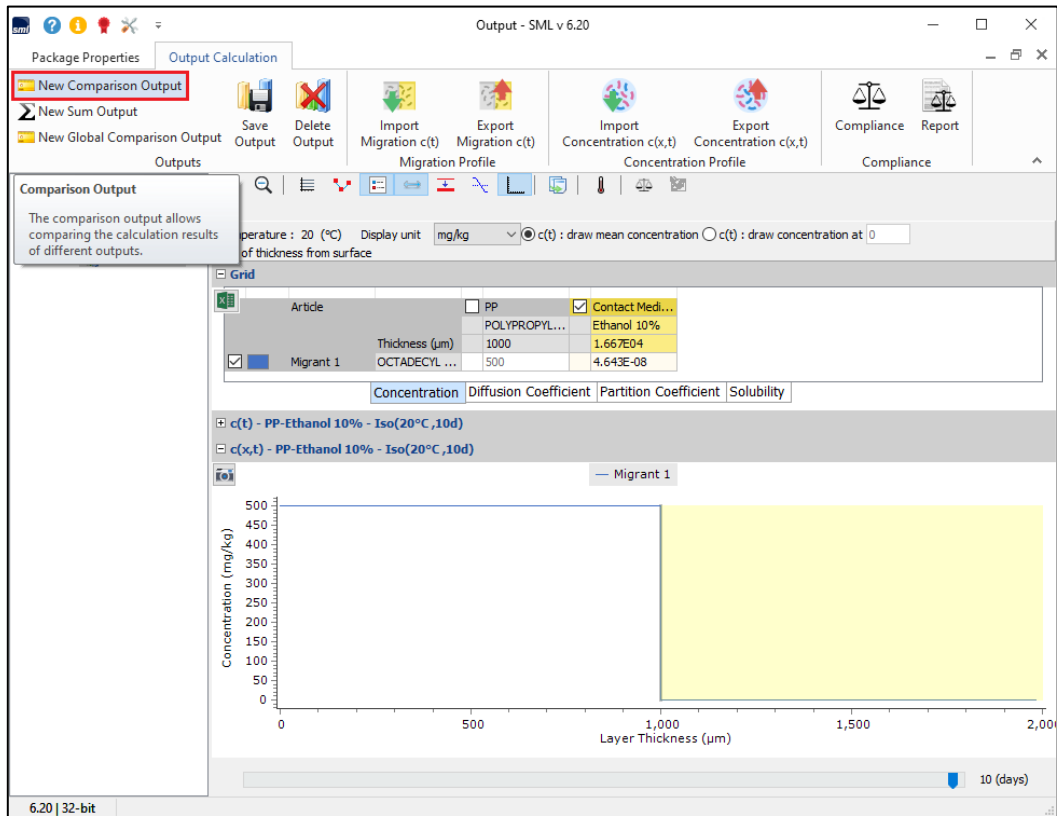 sml
Output - SML v 6.20
Package Properties
Output Calculation
New Comparison Output
New Sum Output
New Global Comparison Output
Save Output
Delete Output
Import Migration c(t)
Export Migration c(t)
Import Concentration c(x,t)
Export Concentration c(x,t)
Compliance
Report
Outputs
Migration Profile
Concentration Profile
Compliance
Comparison Output
The comparison output allows
comparing the calculation results
of different outputs.
perature : 20 (°C) Display unit mg/kg c(t) : draw mean concentration c(t) : draw concentration at 0
of thickness from surface
Grid
Article PP Contact Medi...
POLYPROPYL... Ethanol 10%
Thickness (µm) 1000 1.667E04
Migrant 1 OCTADECYL ... 500 4.643E-08
Concentration Diffusion Coefficient Partition Coefficient Solubility
c(t) - PP-Ethanol 10% - Iso(20°C,10d)
c(x,t) - PP-Ethanol 10% - Iso(20°C,10d)
Migrant 1
Concentration (mg/kg)
500
450
400
350
300
250
200
150
100
50
0
0 500 1,000 1,500 2,00
Layer Thickness (µm)
10 (days)
6.20 | 32-bit